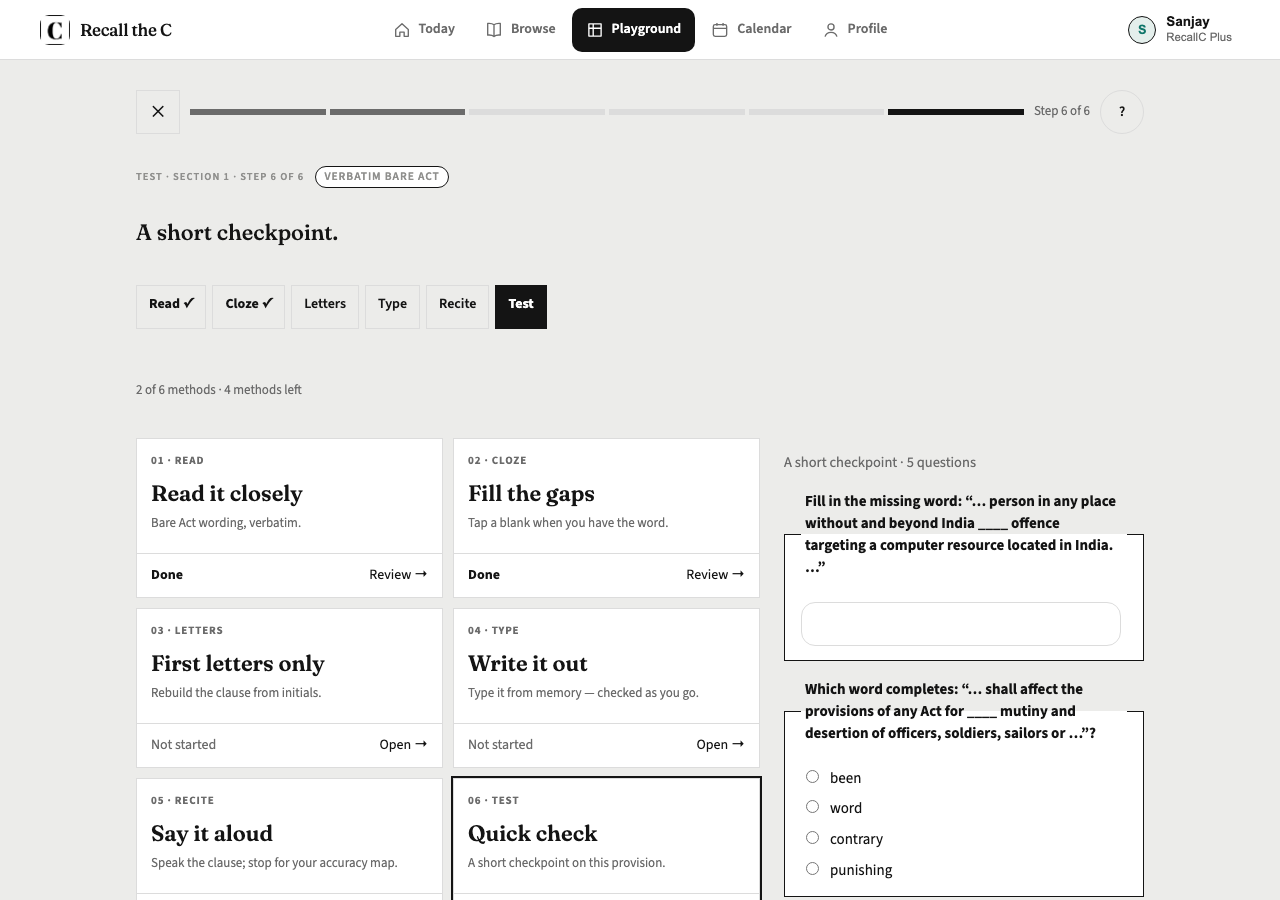 C Recall the C
Today
Browse
Playground
Calendar
Profile
S
Sanjay
RecallC Plus
Step 6 of 6
?
TEST · SECTION 1 · STEP 6 OF 6
VERBATIM BARE ACT
A short checkpoint.
Read ✓
Cloze ✓
Letters
Type
Recite
Test
2 of 6 methods · 4 methods left
01 · READ
Read it closely
Bare Act wording, verbatim.
Done
Review →
02 · CLOZE
Fill the gaps
Tap a blank when you have the word.
Done
Review →
03 · LETTERS
First letters only
Rebuild the clause from initials.
Not started
Open →
04 · TYPE
Write it out
Type it from memory — checked as you go.
Not started
Open →
05 · RECITE
Say it aloud
Speak the clause; stop for your accuracy map.
06 · TEST
Quick check
A short checkpoint on this provision.
A short checkpoint · 5 questions
Fill in the missing word: “… person in any place
without and beyond India ____ offence
targeting a computer resource located in India.
…”
Which word completes: “… shall affect the
provisions of any Act for ____ mutiny and
desertion of officers, soldiers, sailors or …”?
been
word
contrary
punishing